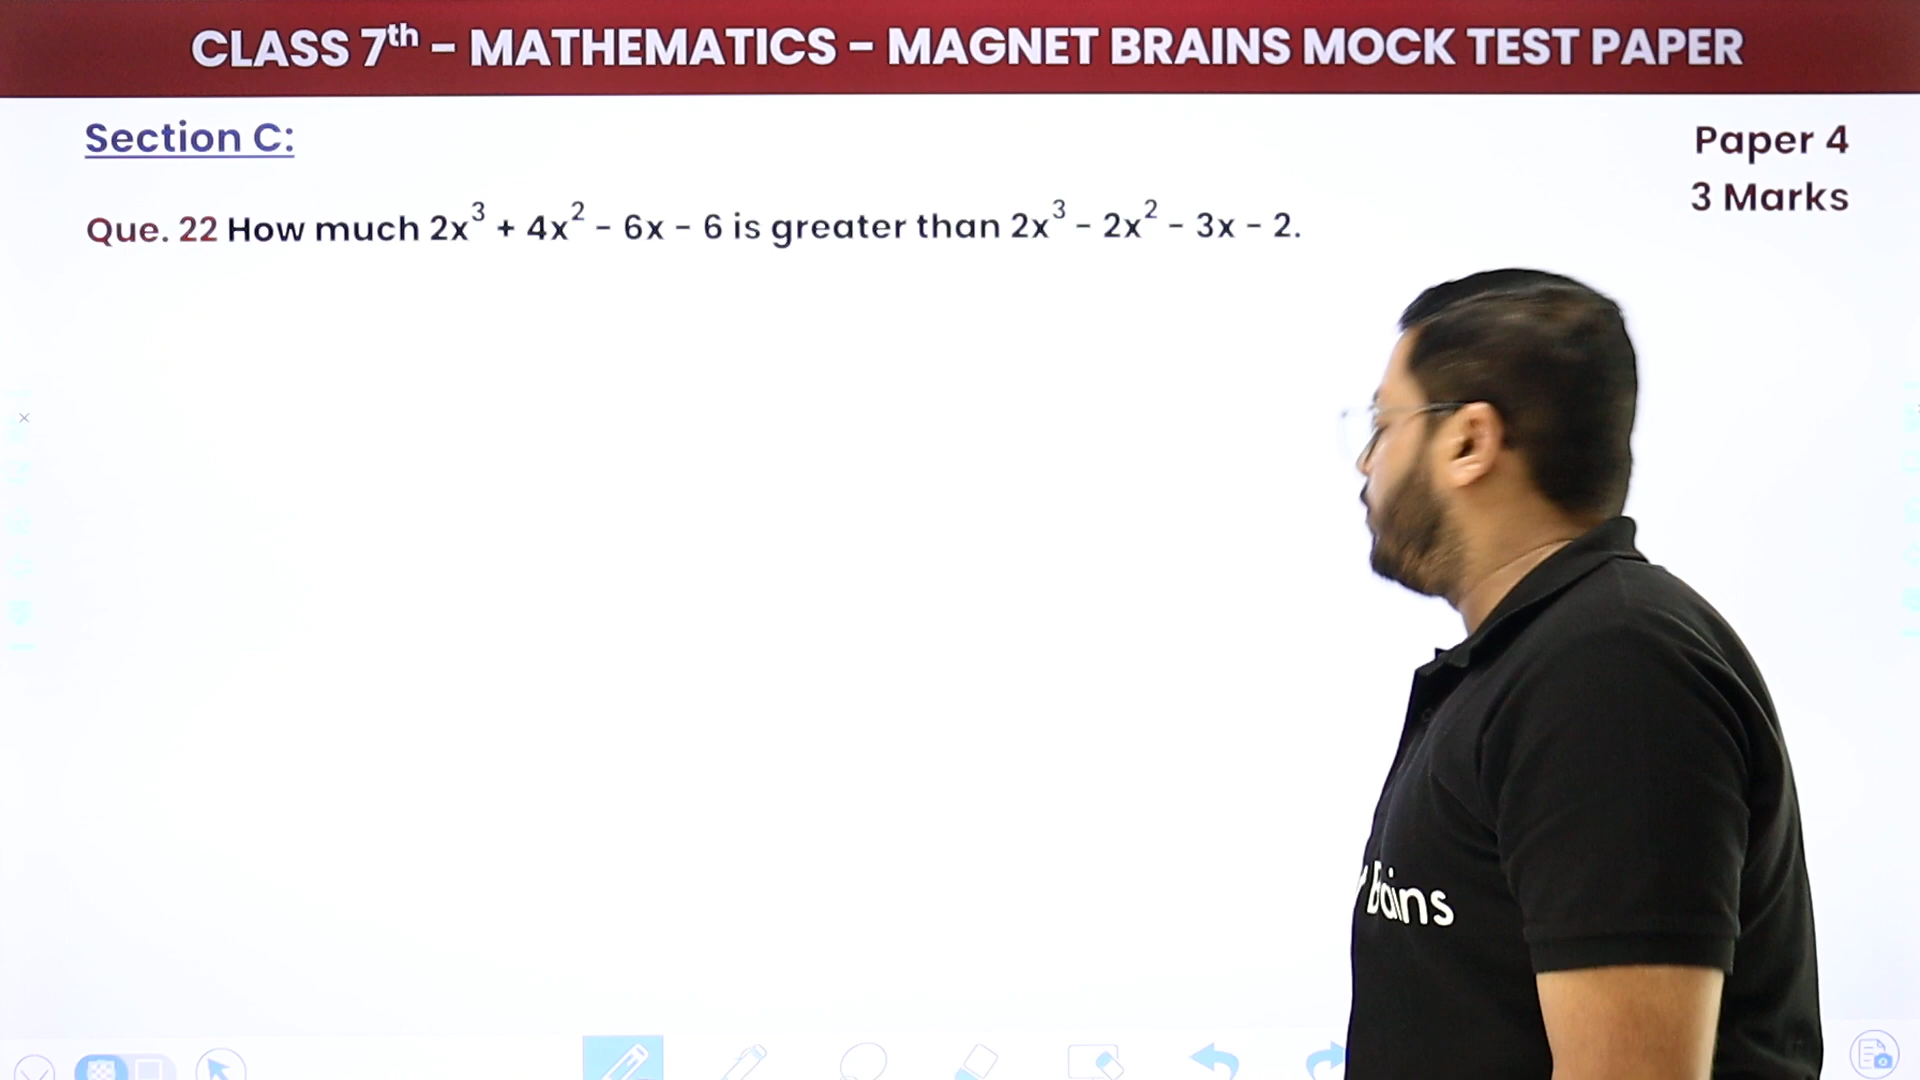 CLASS 7th – MATHEMATICS – MAGNET BRAINS MOCK TEST PAPER
Section C:
Paper 4
3 Marks
Que. 22 How much 2x³ + 4x² - 6x - 6 is greater than 2x³ - 2x² - 3x - 2.
Brains